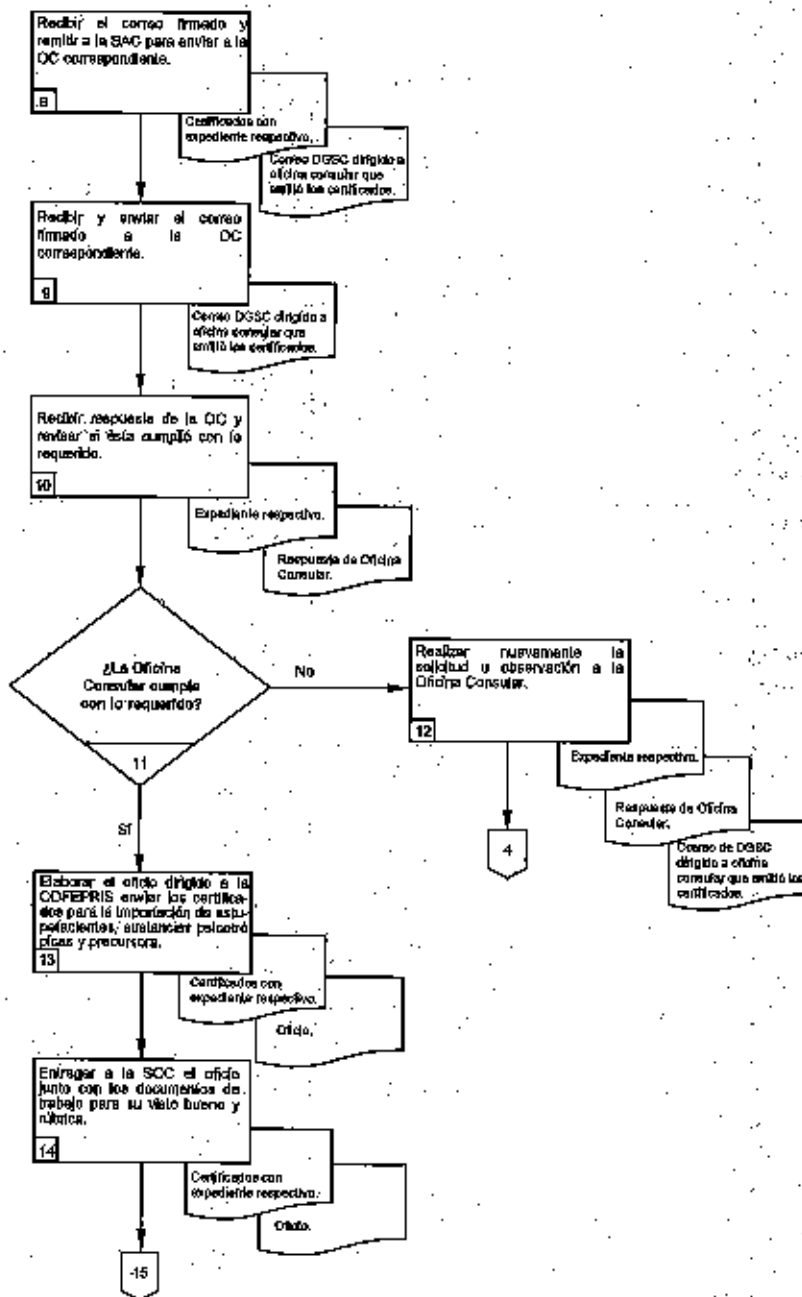 Recibir el correo firmado y
remitir a la SAC para enviar a la
OC correspondiente.
8
Certificados con
expediente respectivo.
Correo DGSC dirigido a
oficina consular que
emitió los certificados.
Recibir y enviar el correo
firmado a la OC
correspondiente.
9
Correo DGSC dirigido a
oficina consular que
emitió los certificados.
Recibir respuesta de la OC y
revisar si ésta cumplió con lo
requerido.
10
Expediente respectivo.
Respuesta de Oficina
Consular.
¿La Oficina
Consular cumple
con lo requerido?
11
No
Realizar nuevamente la
solicitud u observación a la
Oficina Consular.
12
Expediente respectivo.
Respuesta de Oficina
Consular.
Correo de DGSC
dirigido a oficina
consular que emitió los
certificados.
4
Sí
Elaborar el oficio dirigido a la
COFEPRIS enviar los certifica-
dos para la importación de estu-
pefacientes, sustancias psicotró
picas y precursora.
13
Certificados con
expediente respectivo.
Oficio.
Entregar a la SCC el oficio
junto con los documentos de
trabajo para su visto bueno y
rúbrica.
14
Certificados con
expediente respectivo.
Oficio.
15